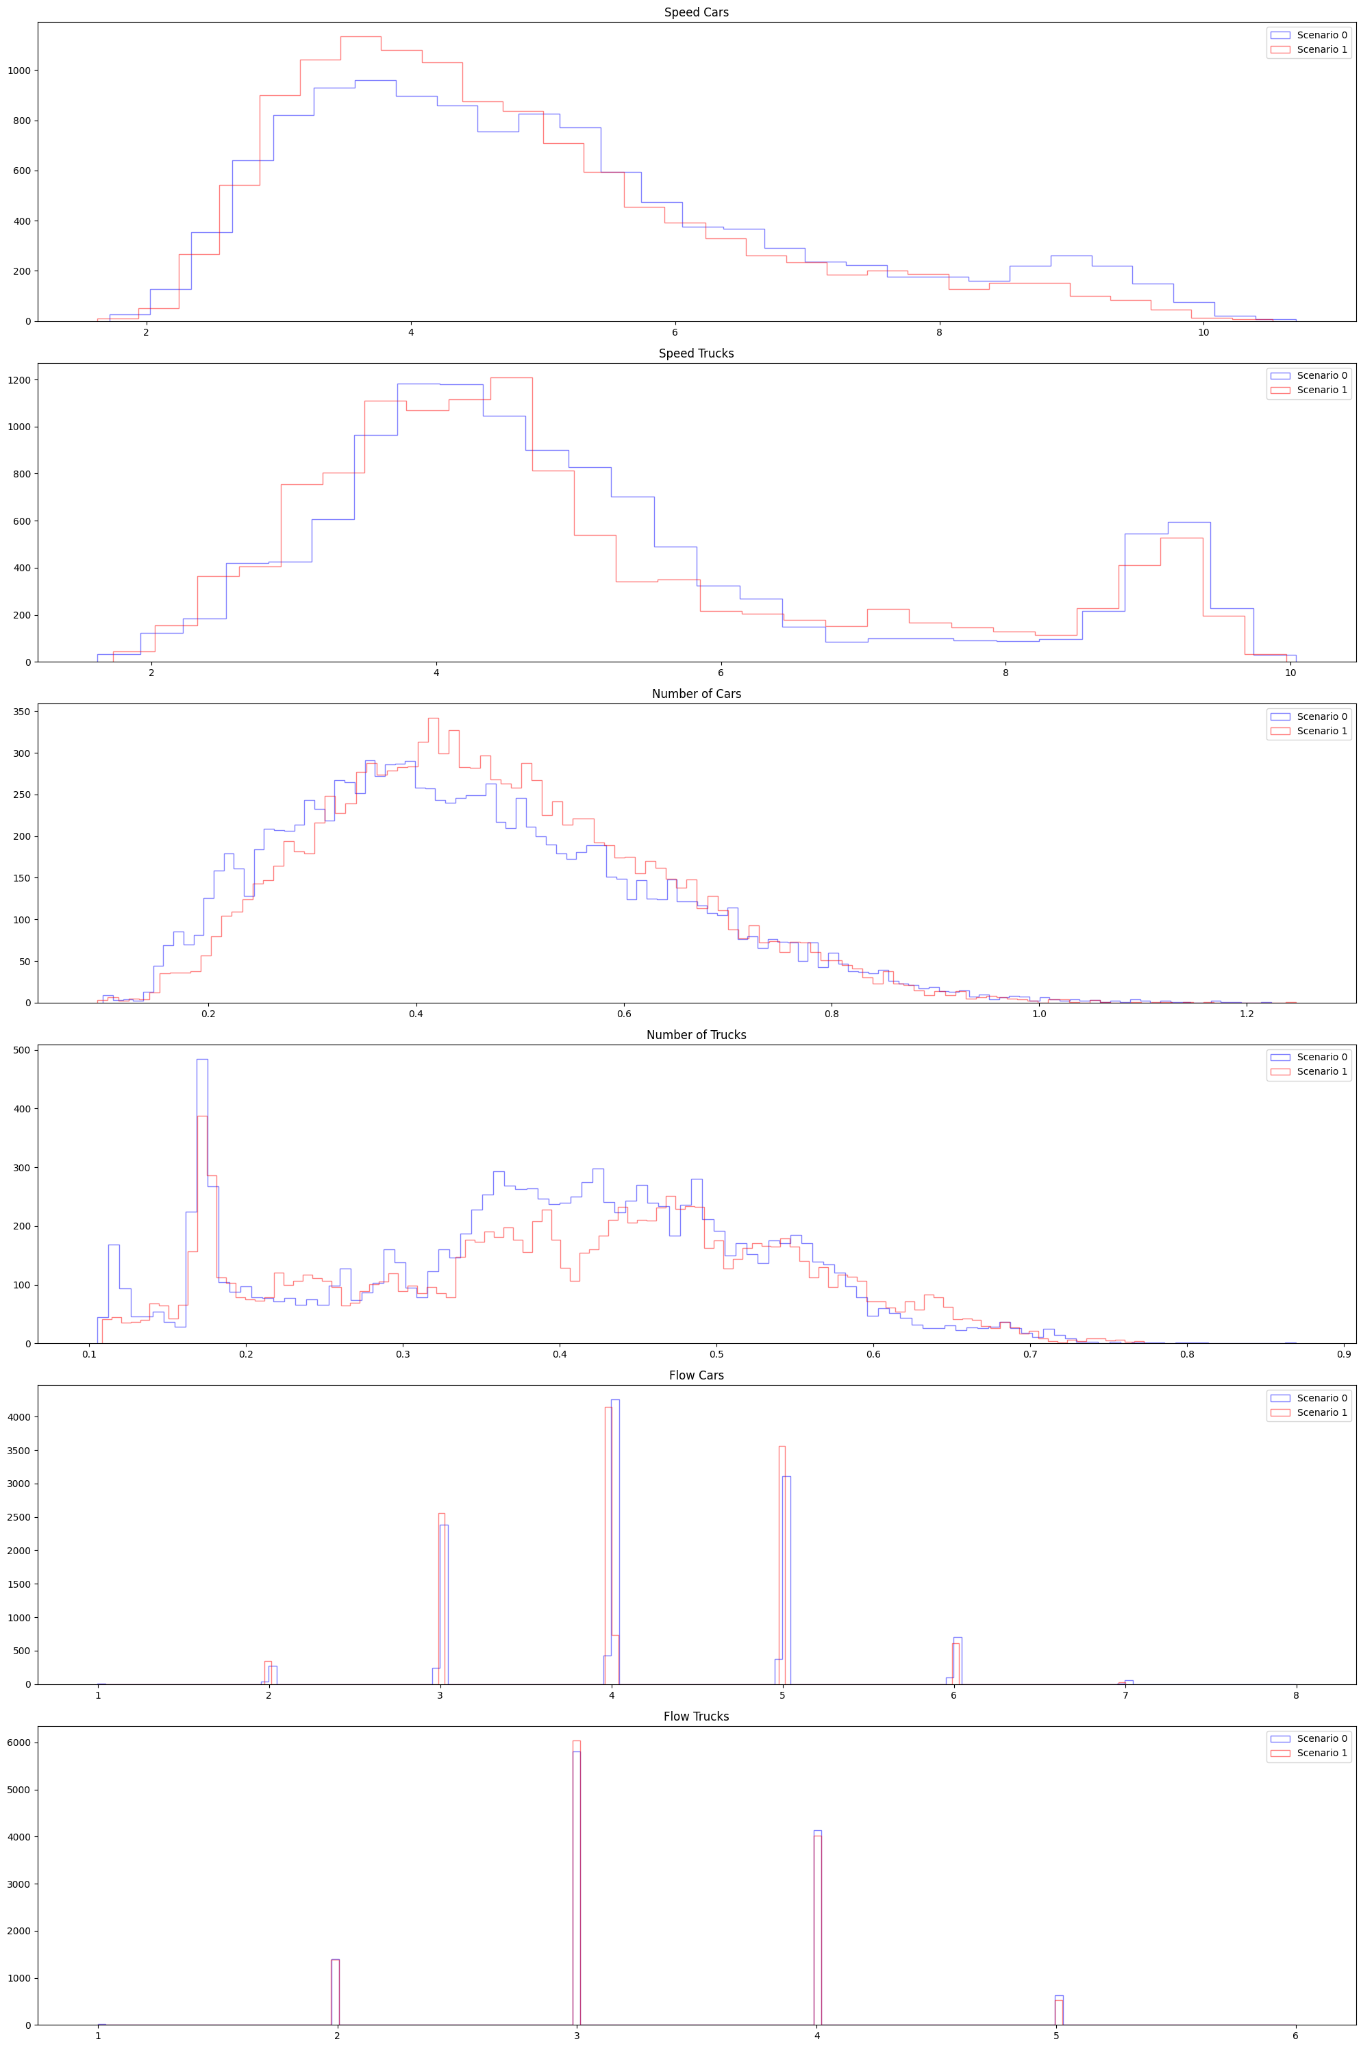 Speed Cars
Scenario 0
Scenario 1
1000
800
600
400
200
0
2 4 6 8 10
Speed Trucks
Scenario 0
Scenario 1
1200
1000
800
600
400
200
0
2 4 6 8 10
Number of Cars
Scenario 0
Scenario 1
350
300
250
200
150
100
50
0
0.2 0.4 0.6 0.8 1.0 1.2
Number of Trucks
Scenario 0
Scenario 1
500
400
300
200
100
0
0.1 0.2 0.3 0.4 0.5 0.6 0.7 0.8 0.9
Flow Cars
Scenario 0
Scenario 1
4000
3500
3000
2500
2000
1500
1000
500
0
1 2 3 4 5 6 7 8
Flow Trucks
Scenario 0
Scenario 1
6000
5000
4000
3000
2000
1000
0
1 2 3 4 5 6